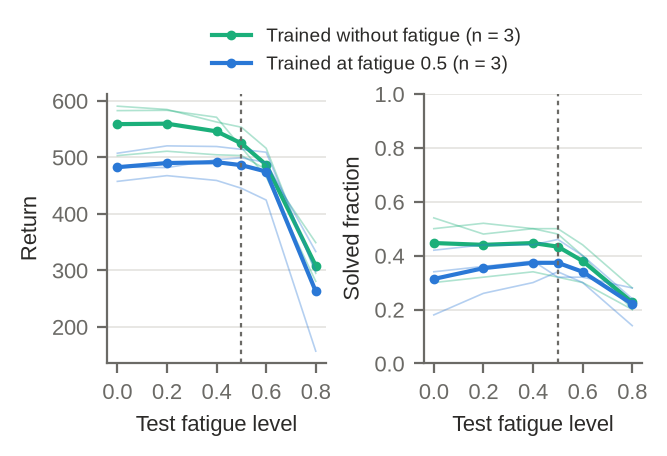 Trained without fatigue (n = 3)
Trained at fatigue 0.5 (n = 3)
Return
600
500
400
300
200
0.0 0.2 0.4 0.6 0.8
Test fatigue level
Solved fraction
1.0
0.8
0.6
0.4
0.2
0.0
0.0 0.2 0.4 0.6 0.8
Test fatigue level